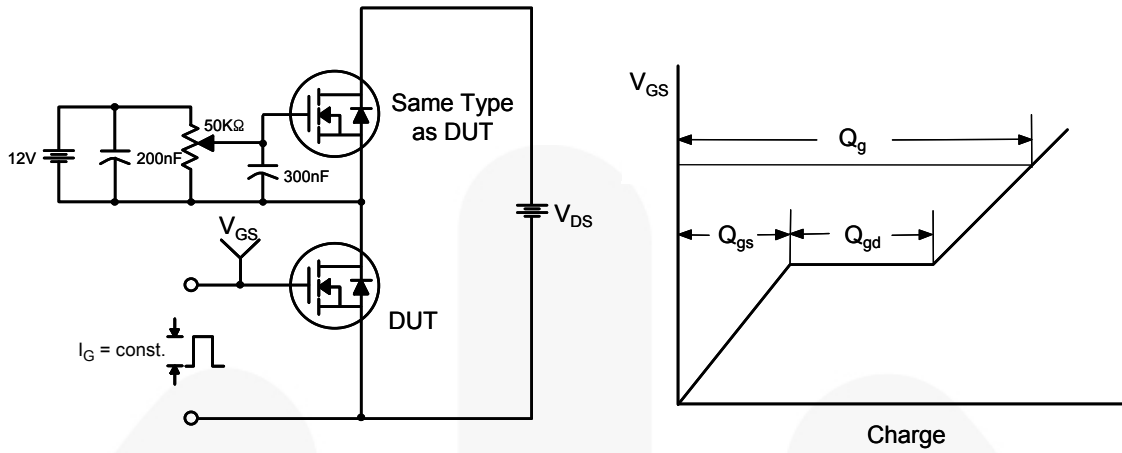 Same Type
as DUT
50KΩ
12V
200nF
300nF
V_GS
V_DS
DUT
I_G = const.
V_GS
Q_g
Q_gs
Q_gd
Charge